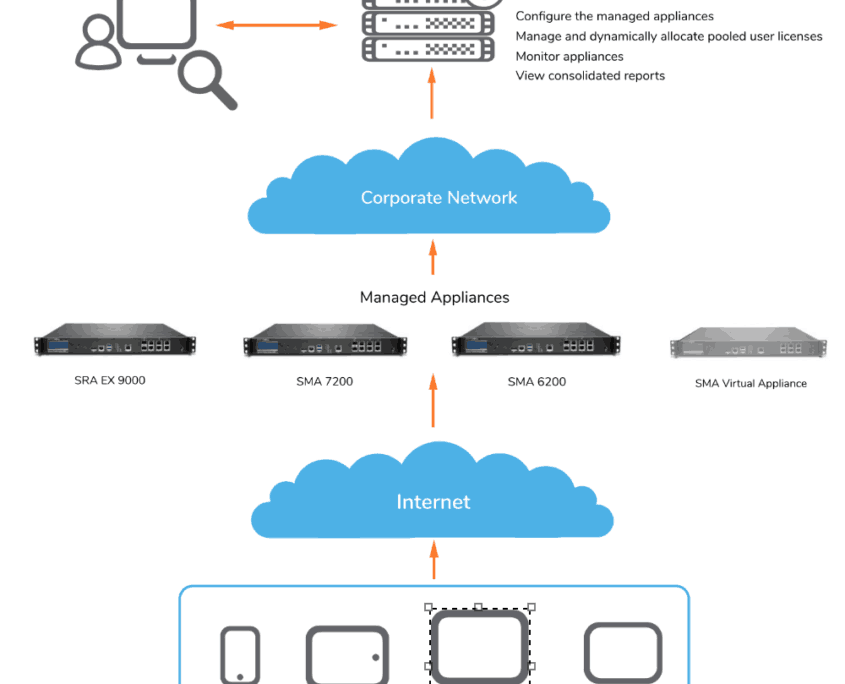 Configure the managed appliances
Manage and dynamically allocate pooled user licenses
Monitor appliances
View consolidated reports
Corporate Network
Managed Appliances
SRA EX 9000
SMA 7200
SMA 6200
SMA Virtual Appliance
Internet